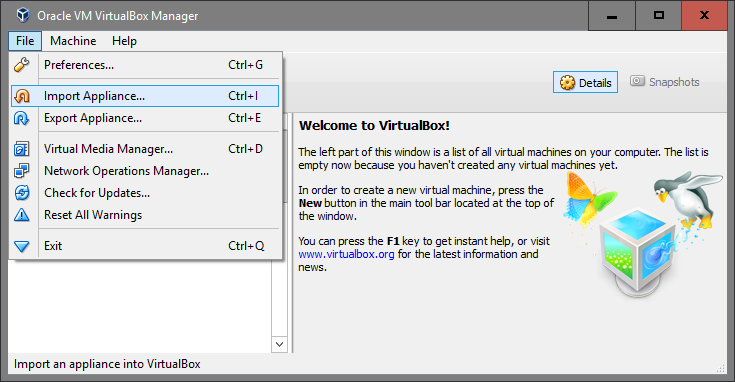 Oracle VM VirtualBox Manager
File Machine Help
Preferences... Ctrl+G
Import Appliance... Ctrl+I
Export Appliance... Ctrl+E
Virtual Media Manager... Ctrl+D
Network Operations Manager...
Check for Updates...
Reset All Warnings
Exit Ctrl+Q
Details Snapshots
Welcome to VirtualBox!
The left part of this window is a list of all virtual machines on your computer. The list is
empty now because you haven't created any virtual machines yet.
In order to create a new virtual machine, press the
New button in the main tool bar located at the top of
the window.
You can press the F1 key to get instant help, or visit
www.virtualbox.org for the latest information and
news.
Import an appliance into VirtualBox